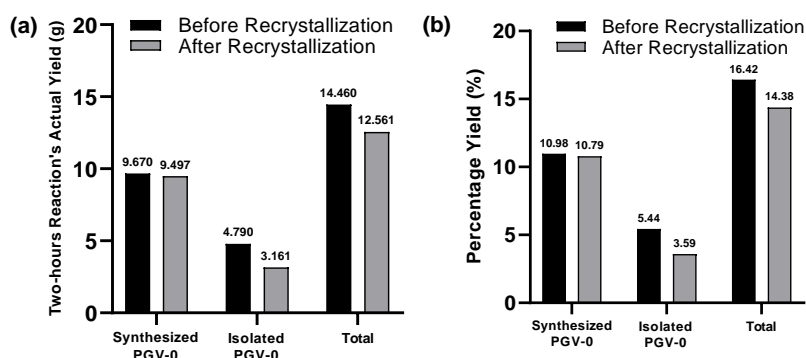 (a)
Two-hours Reaction's Actual Yield (g)
20
15
10
5
0
Before Recrystallization
After Recrystallization
9.670
9.497
4.790
3.161
14.460
12.561
Synthesized
PGV-0
Isolated
PGV-0
Total
(b)
Percentage Yield (%)
20
15
10
5
0
Before Recrystallization
After Recrystallization
10.98
10.79
5.44
3.59
16.42
14.38
Synthesized
PGV-0
Isolated
PGV-0
Total